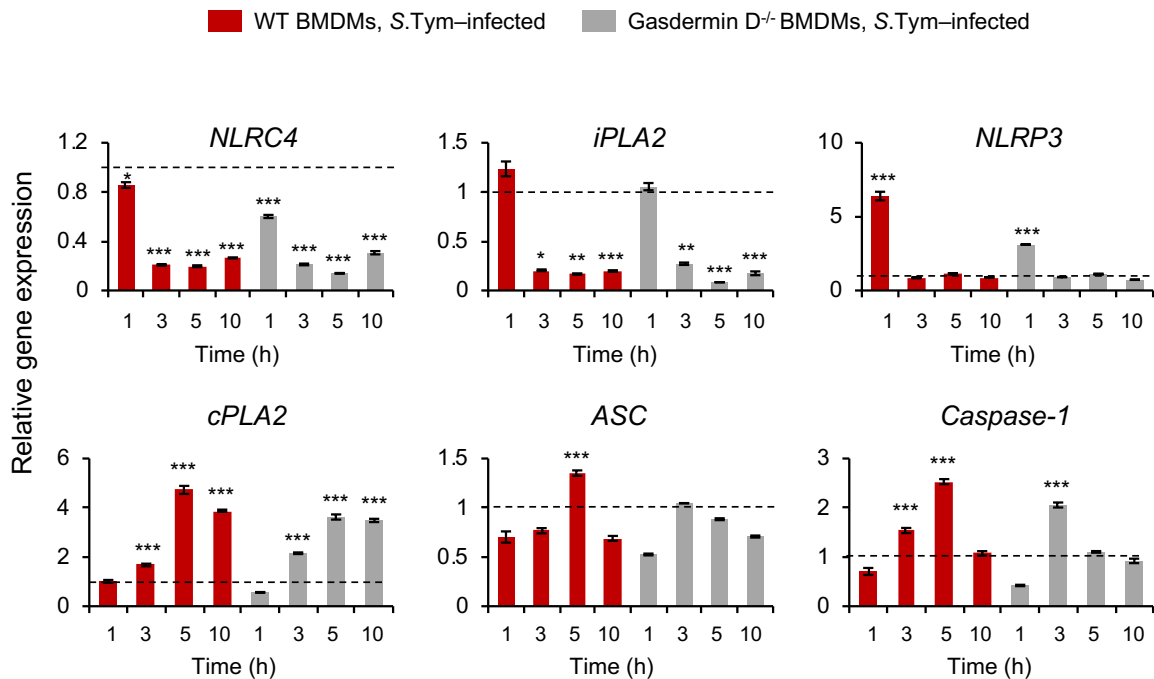 WT BMDMs, S.Tym–infected
Gasdermin D-/- BMDMs, S.Tym–infected
Relative gene expression
NLRC4
1.2
0.8
0.4
0
*
***
***
***
***
***
***
***
1 3 5 10 1 3 5 10
Time (h)
iPLA2
1.5
1
0.5
0
*
**
***
**
***
***
1 3 5 10 1 3 5 10
Time (h)
NLRP3
10
5
0
***
***
1 3 5 10 1 3 5 10
Time (h)
cPLA2
6
4
2
0
***
***
***
***
***
***
1 3 5 10 1 3 5 10
Time (h)
ASC
1.5
1
0.5
0
***
1 3 5 10 1 3 5 10
Time (h)
Caspase-1
3
2
1
0
***
***
***
1 3 5 10 1 3 5 10
Time (h)